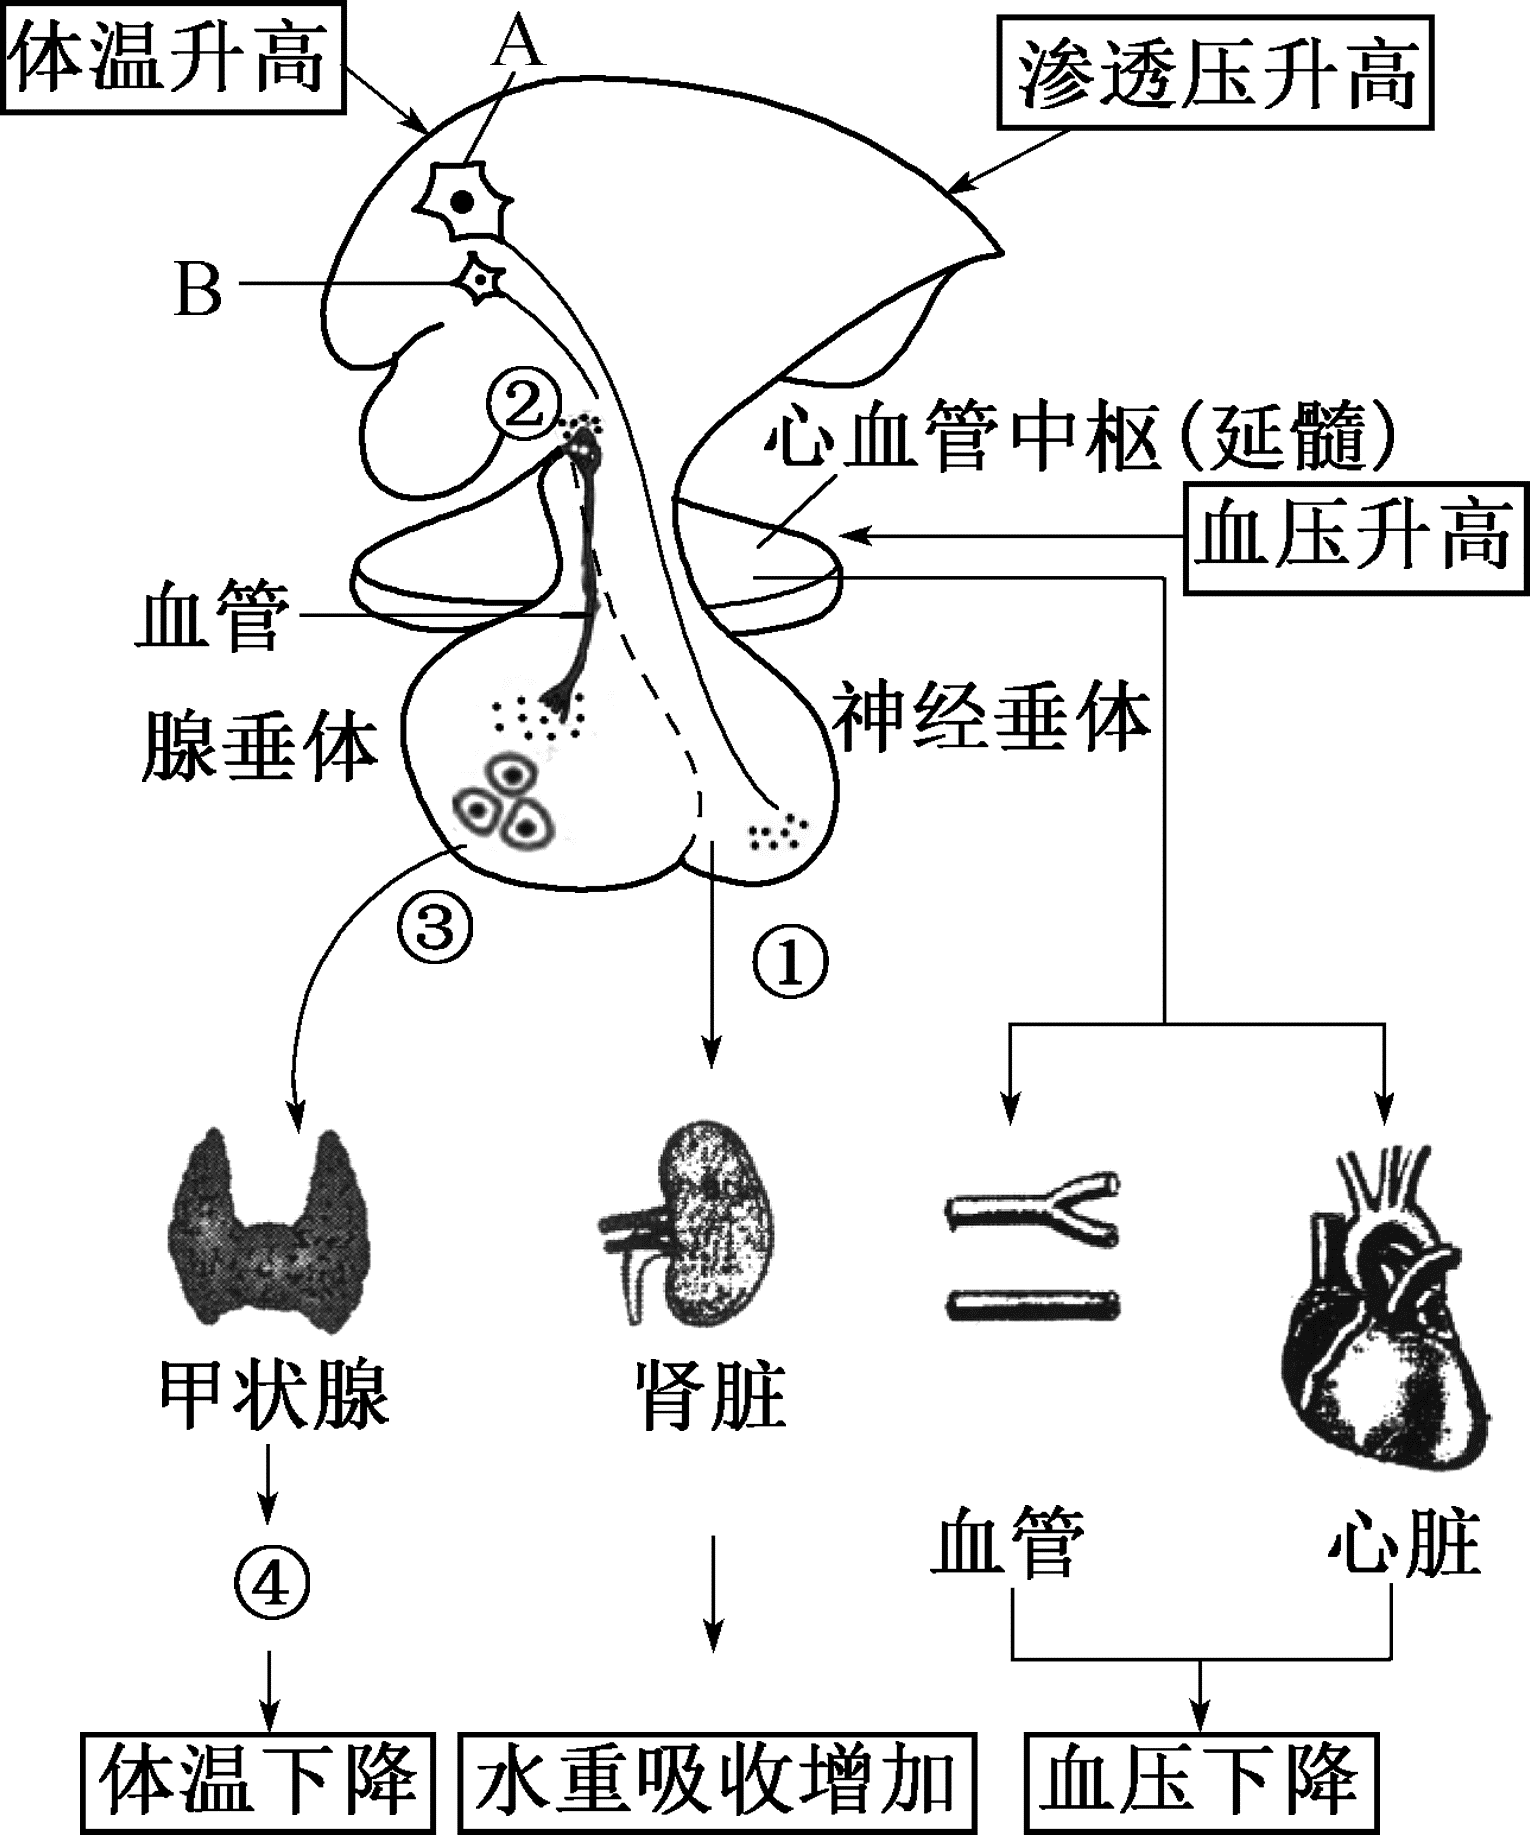 体温升高
A
渗透压升高
B
②
心血管中枢(延髓)
血压升高
血管
腺垂体
神经垂体
③
①
甲状腺
肾脏
血管
心脏
④
体温下降
水重吸收增加
血压下降